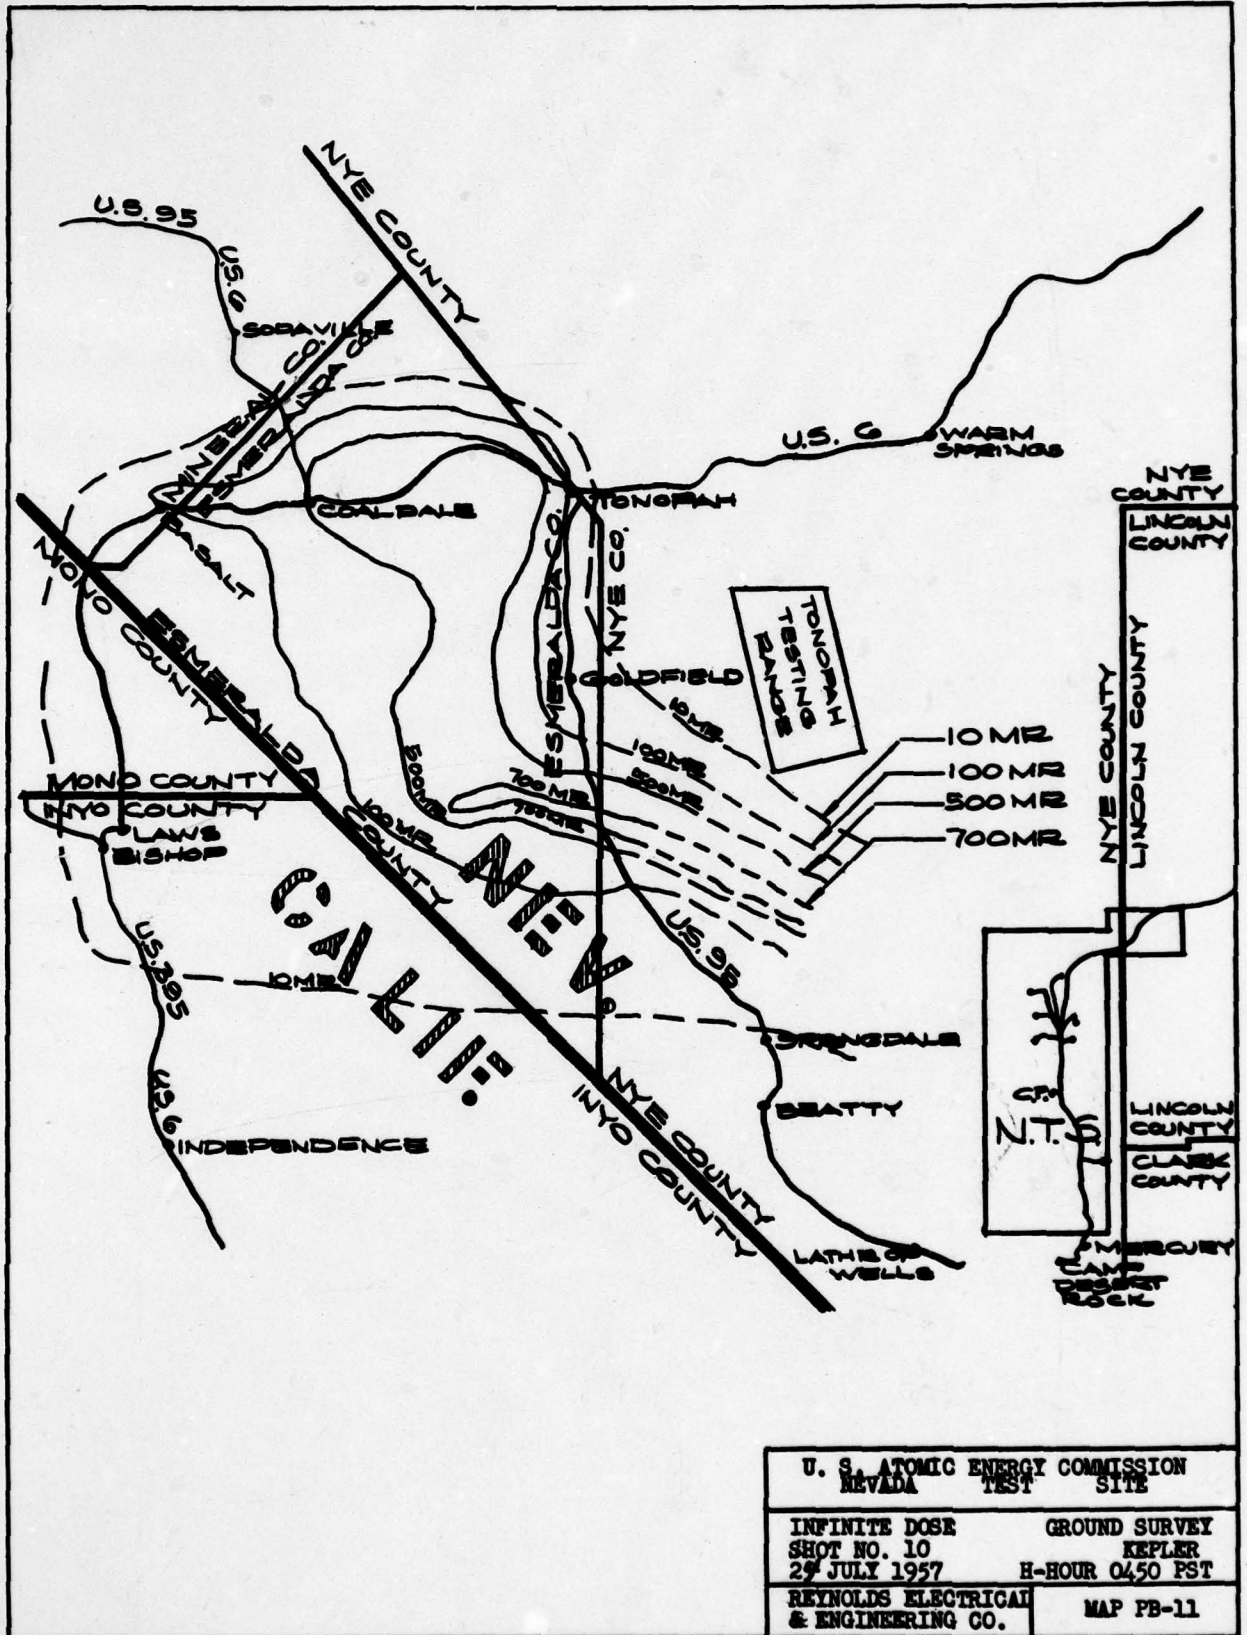 NYE COUNTY
U.S. 95
U.S. 6
SODAVILLE
MINERAL CO.
ESMERALDA CO.
U.S. 6
WARM
SPRINGS
TONOPAH
COALDALE
BASALT
NYE
COUNTY
LINCOLN
COUNTY
MONO COUNTY
ESMERALDA COUNTY
ESMERALDA CO.
NYE CO.
TONOPAH
TESTING
RANGE
GOLDFIELD
NYE COUNTY
LINCOLN COUNTY
10 MR
100 MR
500 MR
700 MR
10 MR
100 MR
500 MR
700 MR
700 MR
500 MR
100 MR
MONO COUNTY
INYO COUNTY
LAWS
BISHOP
CALIF.
NEV.
U.S. 95
U.S. 395
10 MR
SPRINGDALE
BEATTY
U.S. 6
INDEPENDENCE
NYE COUNTY
INYO COUNTY
C.P.
N.T.S.
LINCOLN
COUNTY
CLARK
COUNTY
LATHROP
WELLS
MERCURY
CAMP
DESERT
ROCK
U. S. ATOMIC ENERGY COMMISSION
NEVADA TEST SITE
INFINITE DOSE GROUND SURVEY
SHOT NO. 10 KEPLER
JULY 1957 H-HOUR 0450 PST
REYNOLDS ELECTRICAL
& ENGINEERING CO.
MAP PB-11